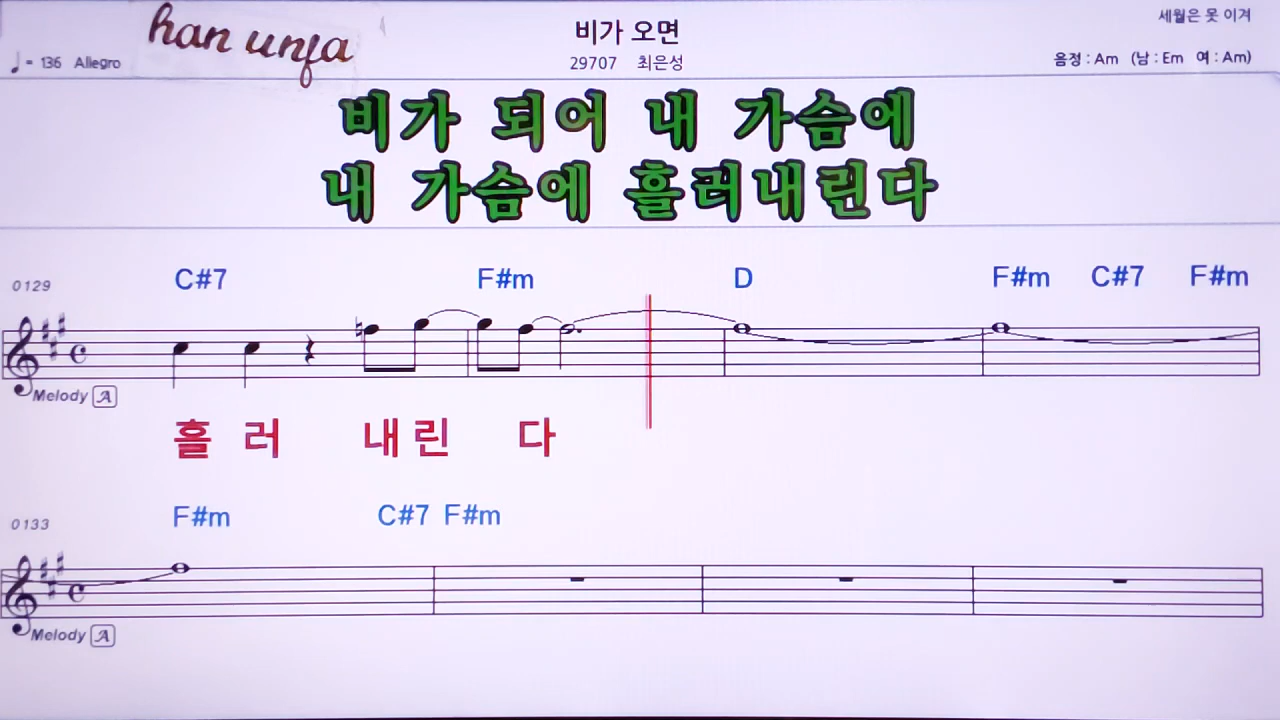 han unja
비가 오면
세월은 못 이겨
♩= 136 Allegro
29707 최은성
음정 : Am (남 : Em 여 : Am)
비가 되어 내 가슴에
내 가슴에 흘러내린다
0129 C#7 F#m D F#m C#7 F#m
Melody A
흘 러 내 린 다
0133 F#m C#7 F#m
Melody A